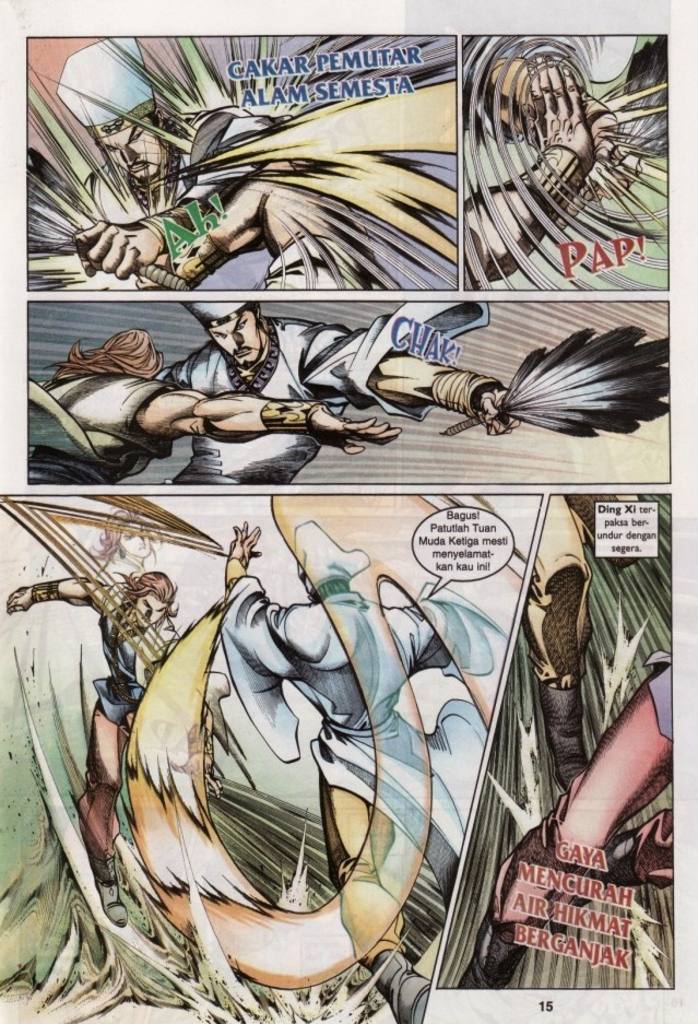 CAKAR PEMUTAR
ALAM SEMESTA
Ah!
PAP!
CHAK!
Bagus!
Patutlah Tuan
Muda Ketiga mesti
menyelamat-
kan kau ini!
Ding Xi ter-
paksa ber-
undur dengan
segera.
GAYA
MENCURAH
AIR HIKMAT
BERGANJAK
15